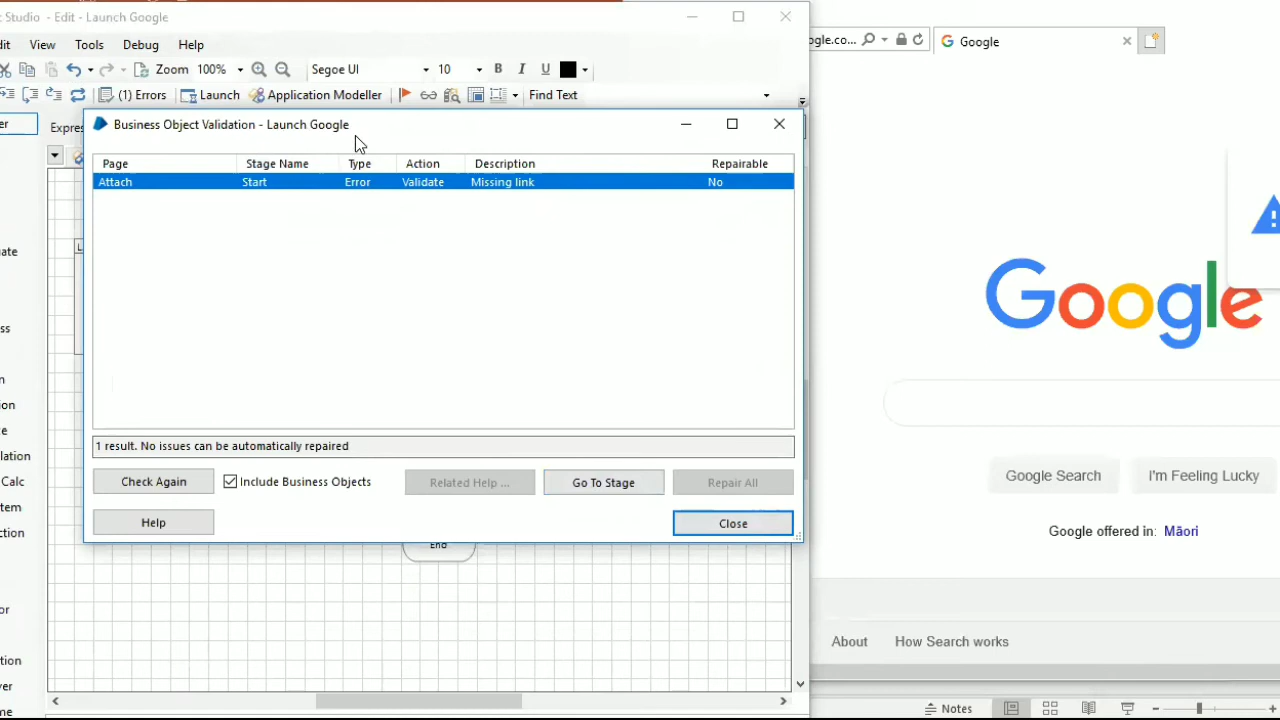 t Studio - Edit - Launch Google
dit View Tools Debug Help
Zoom 100% Segoe UI 10 B I U
(1) Errors Launch Application Modeller Find Text
er Expres
Business Object Validation - Launch Google
Page Stage Name Type Action Description Repairable
Attach Start Error Validate Missing link No
1 result. No issues can be automatically repaired
Check Again Include Business Objects Related Help ... Go To Stage Repair All
Help Close
End
ate
ss
n
ion
e
lation
Calc
tem
ction
or
tion
ver
me
gle.co...
Google
Google
Google Search I'm Feeling Lucky
Google offered in: Māori
About How Search works
Notes